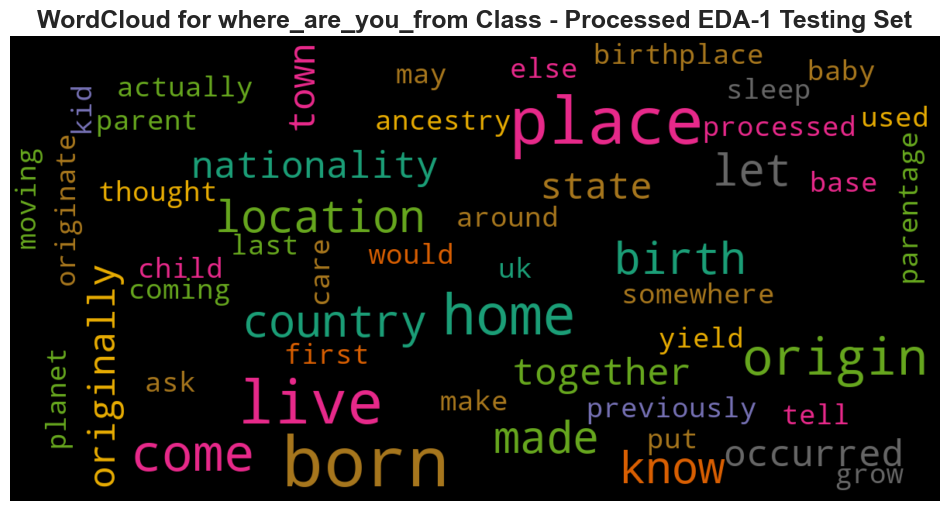 WordCloud for where_are_you_from Class - Processed EDA-1 Testing Set
birthplace
else
may
baby
actually
town
sleep
kid
parent
ancestry
place
processed
used
nationality
thought
state
let
base
moving
originate
parentage
location
around
last
care
would
birth
child
uk
coming
somewhere
country
home
first
yield
origin
originally
planet
ask
live
together
make
previously
tell
come
born
made
put
know
occurred
grow